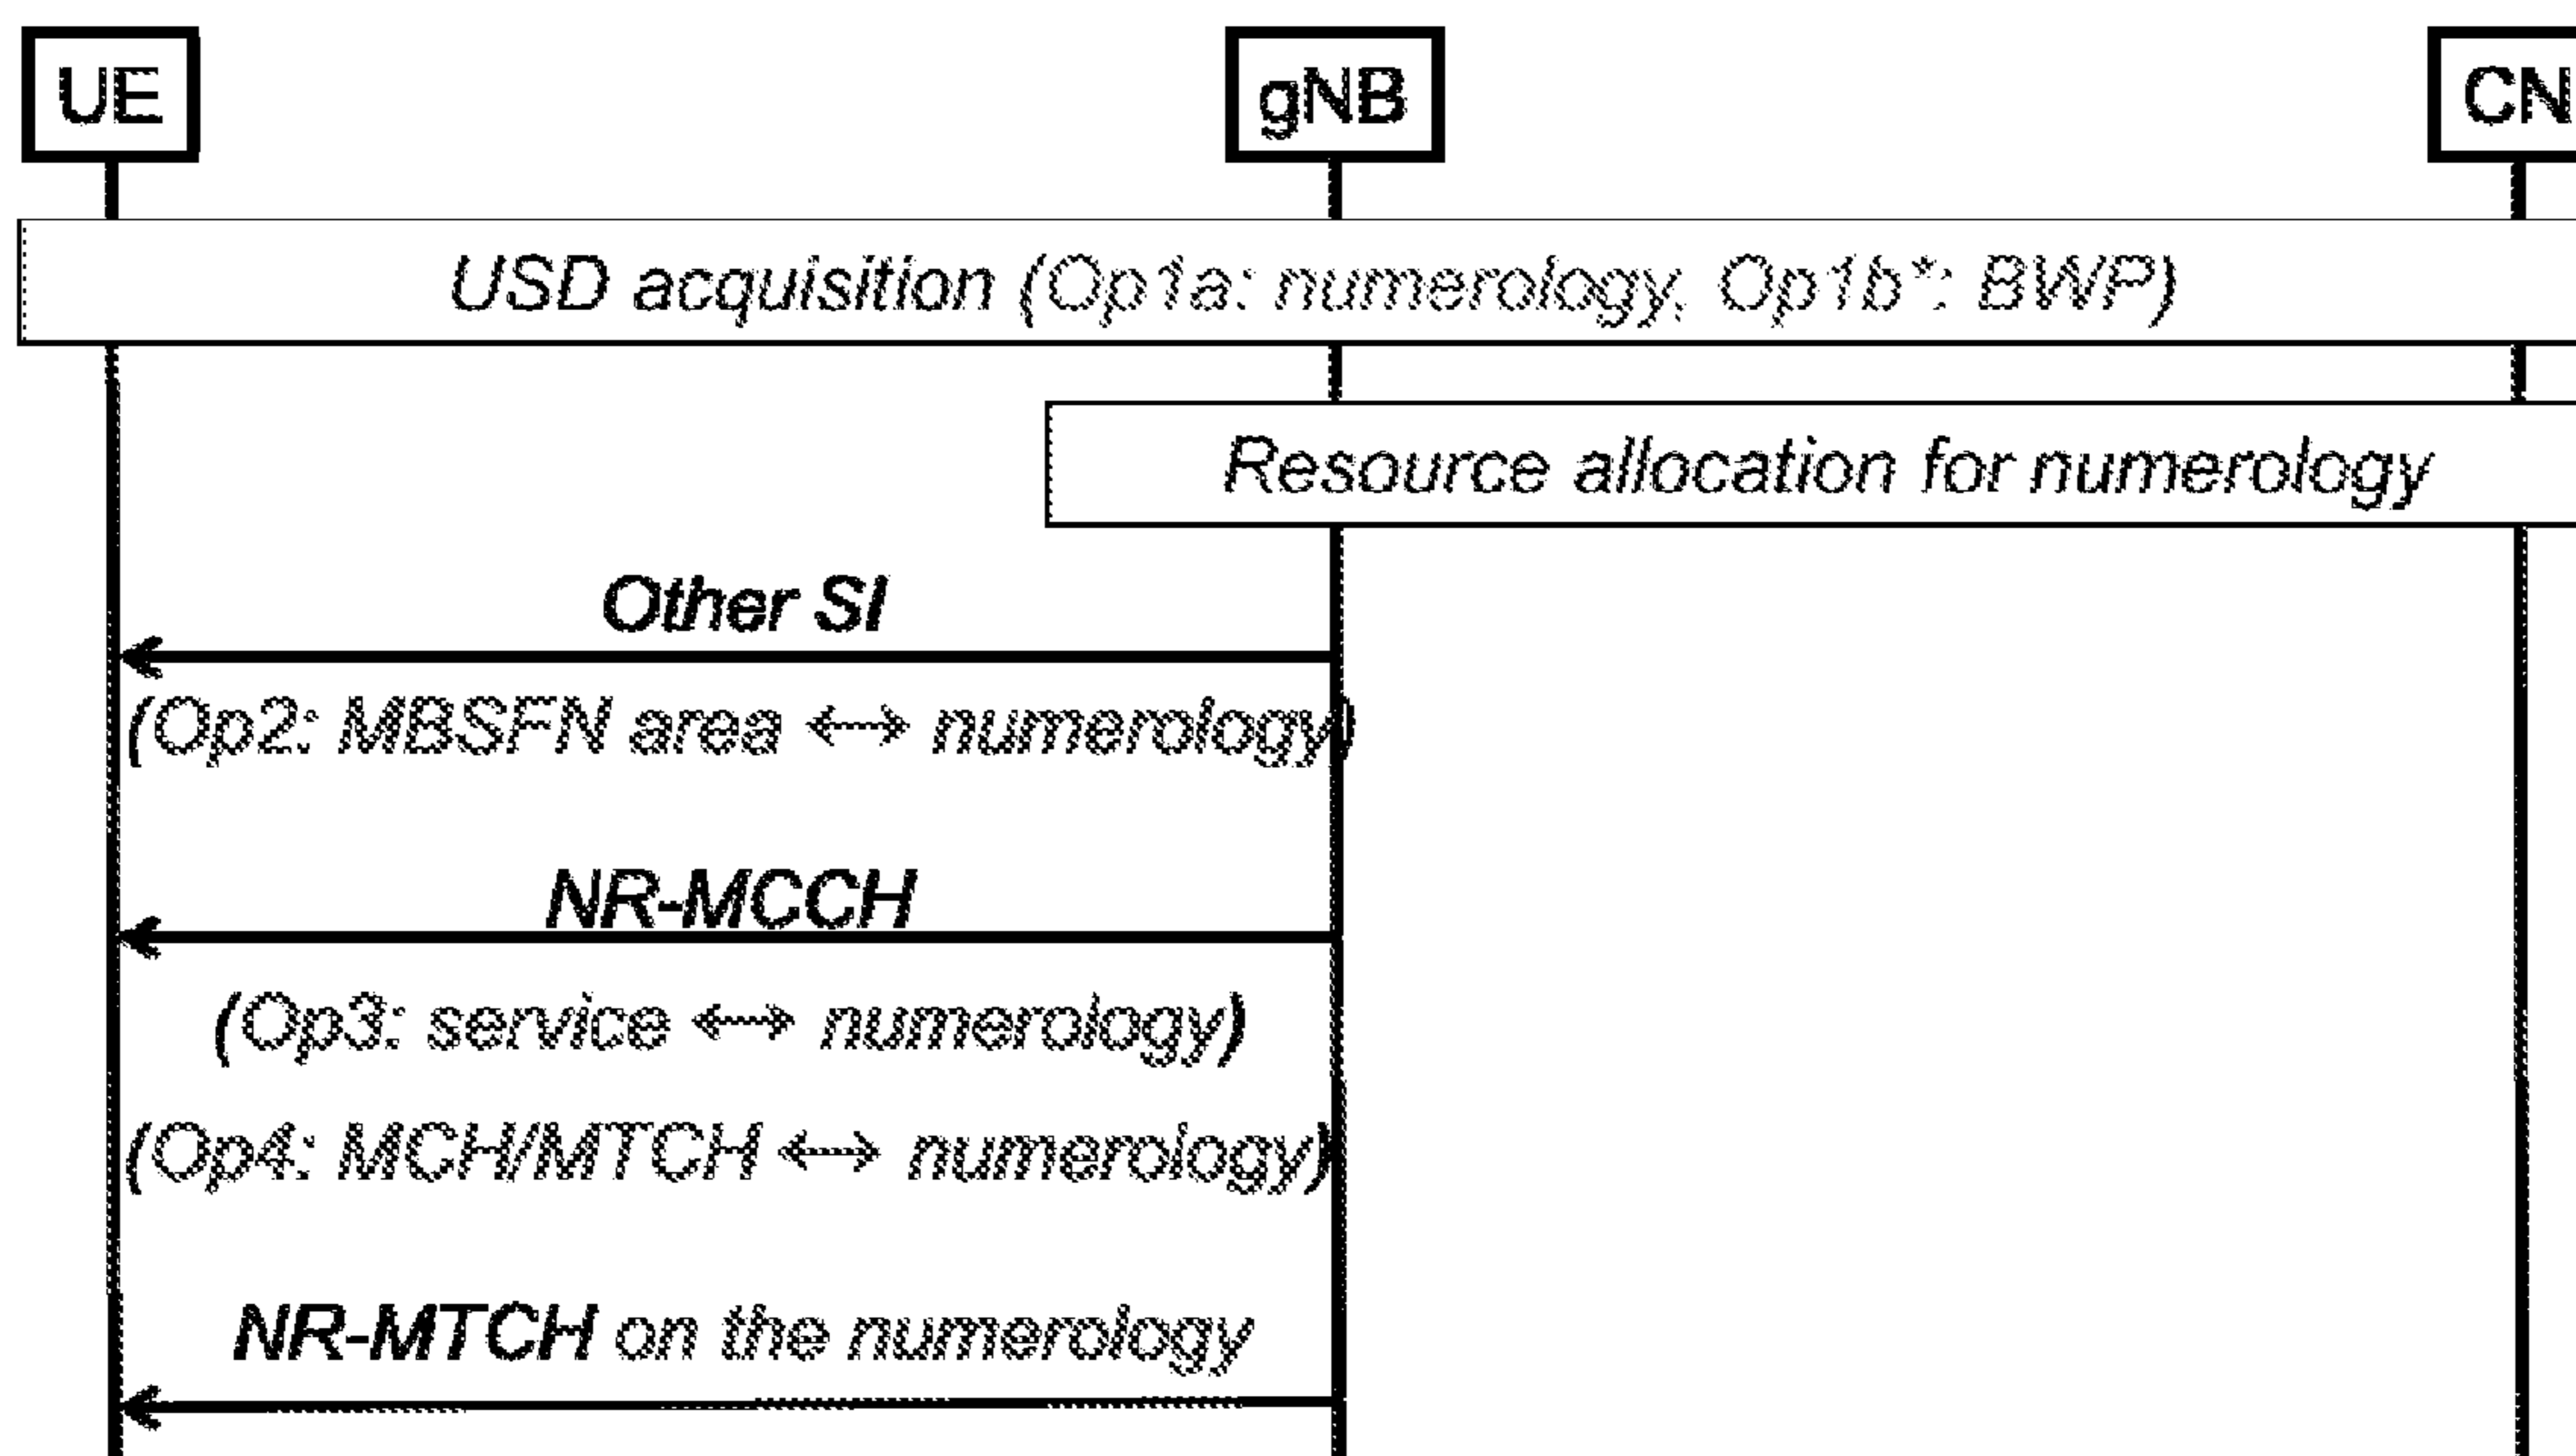 UE gNB CN
USD acquisition (Op1a: numerology, Op1b*: BWP)
Resource allocation for numerology
Other SI
(Op2: MBSFN area ↔ numerology)
NR-MCCH
(Op3: service ↔ numerology)
(Op4: MCH/MTCH ↔ numerology)
NR-MTCH on the numerology